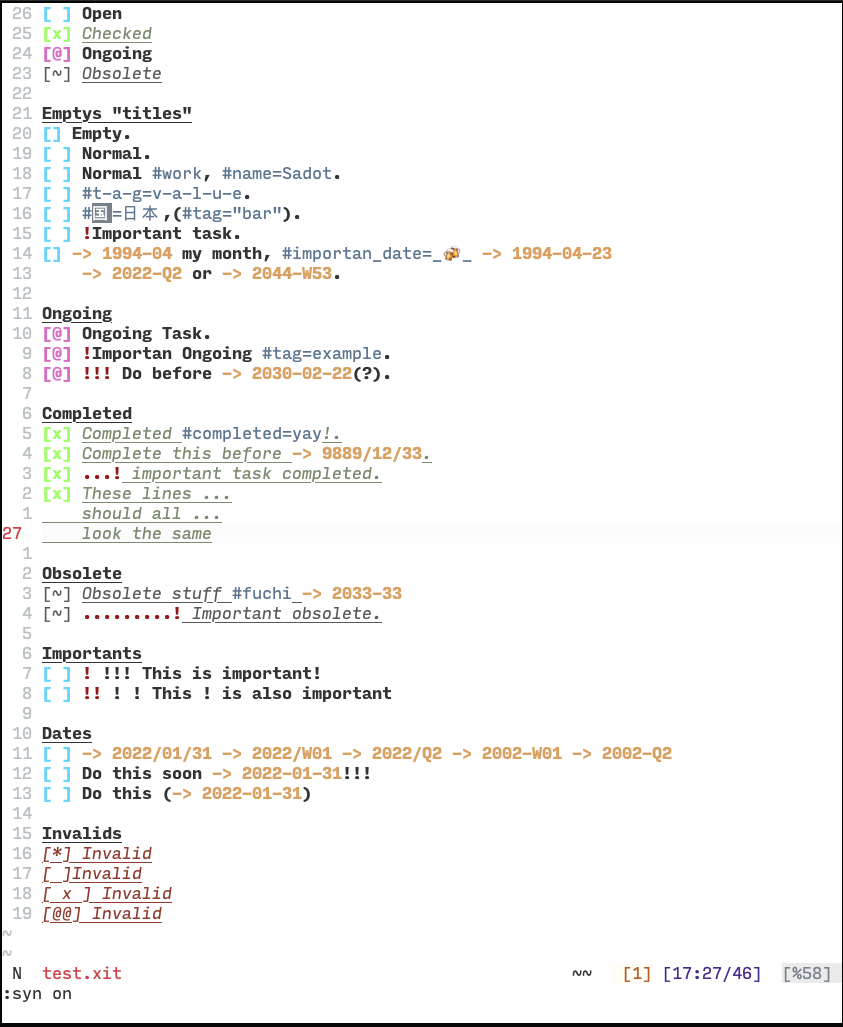 26 [ ] Open
25 [x] Checked
24 [@] Ongoing
23 [~] Obsolete
22
21 Emptys "titles"
20 [] Empty.
19 [ ] Normal.
18 [ ] Normal #work, #name=Sadot.
17 [ ] #t-a-g=v-a-l-u-e.
16 [ ] #=日本,(#tag="bar").
15 [ ] !Important task.
14 [] -> 1994-04 my month, #importan_date=_🍻_ -> 1994-04-23
13 -> 2022-Q2 or -> 2044-W53.
12
11 Ongoing
10 [@] Ongoing Task.
9 [@] !Importan Ongoing #tag=example.
8 [@] !!! Do before -> 2030-02-22(?).
7
6 Completed
5 [x] Completed #completed=yay!.
4 [x] Complete this before -> 9889/12/33.
3 [x] ...! important task completed.
2 [x] These lines ...
1 should all ...
27 look the same
1
2 Obsolete
3 [~] Obsolete stuff #fuchi -> 2033-33
4 [~] .........! Important obsolete.
5
6 Importants
7 [ ] ! !!! This is important!
8 [ ] !! ! ! This ! is also important
9
10 Dates
11 [ ] -> 2022/01/31 -> 2022/W01 -> 2022/Q2 -> 2002-W01 -> 2002-Q2
12 [ ] Do this soon -> 2022-01-31!!!
13 [ ] Do this (-> 2022-01-31)
14
15 Invalids
16 [*] Invalid
17 [ ]Invalid
18 [ x ] Invalid
19 [@@] Invalid
~
~
N test.xit ~~ [1] [17:27/46] [%58]
:syn on